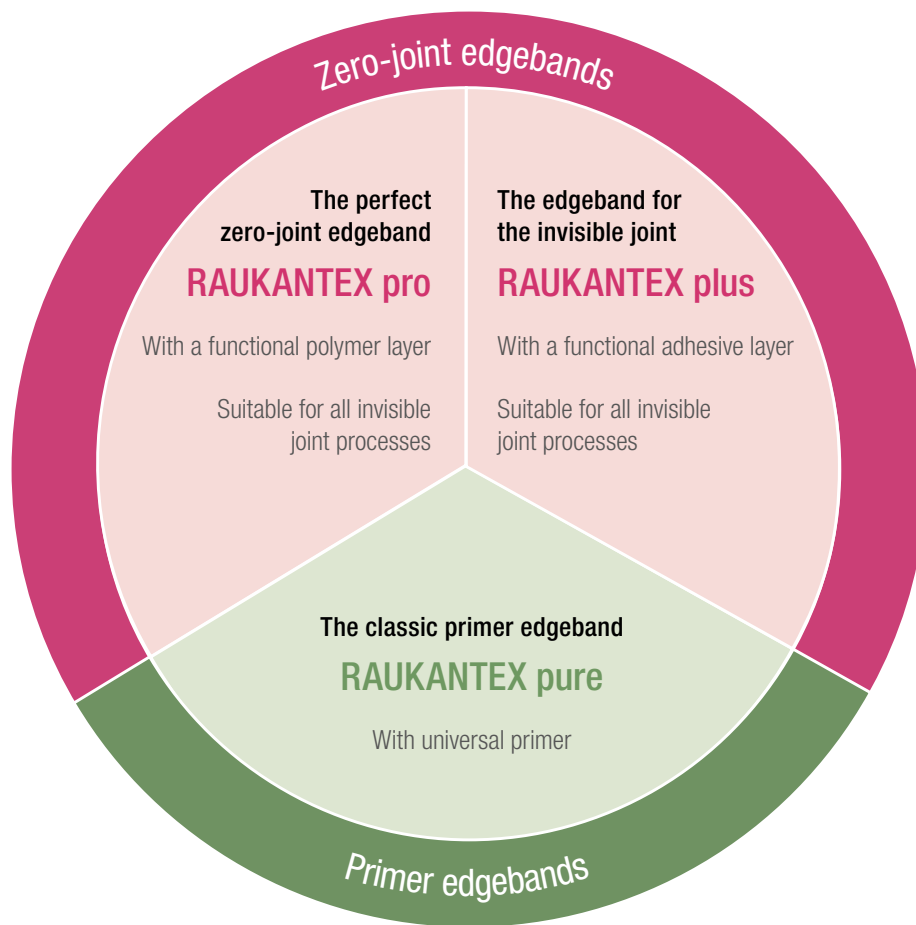 Zero-joint edgebands
The perfect
zero-joint edgeband
RAUKANTEX pro
With a functional polymer layer
Suitable for all invisible
joint processes
The edgeband for
the invisible joint
RAUKANTEX plus
With a functional adhesive layer
Suitable for all invisible
joint processes
The classic primer edgeband
RAUKANTEX pure
With universal primer
Primer edgebands